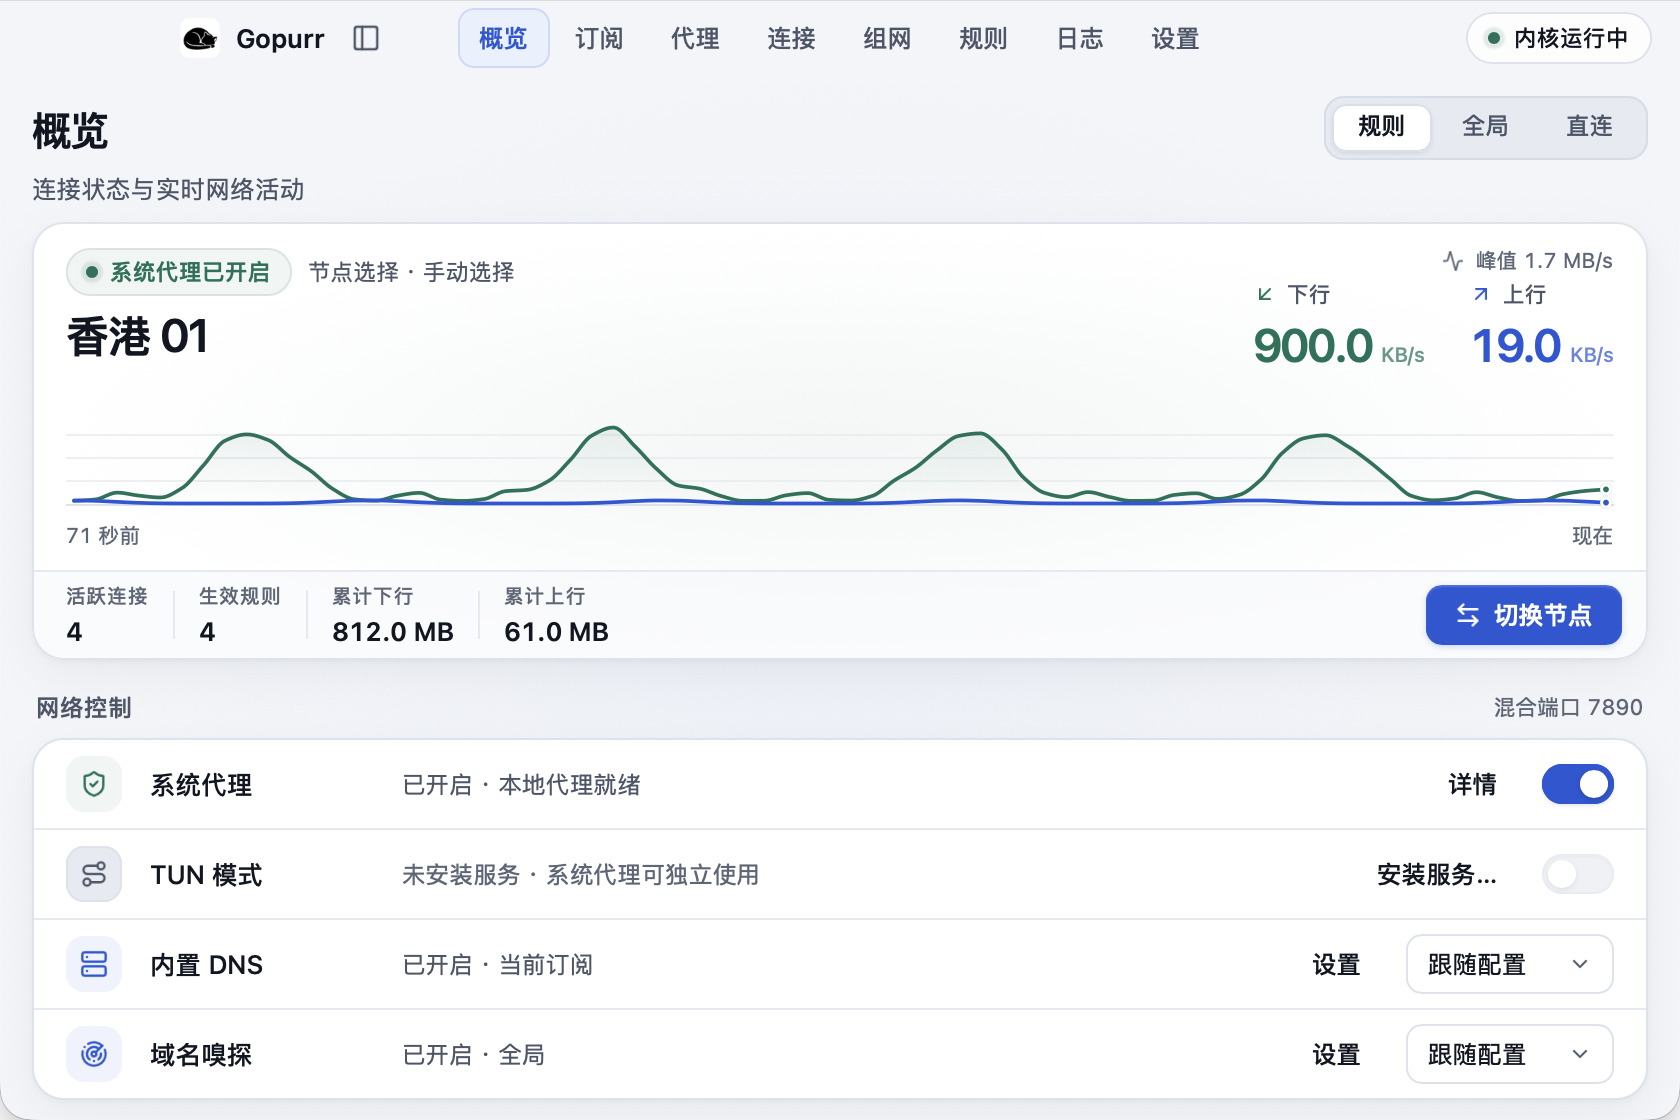 Gopurr 概览 订阅 代理 连接 组网 规则 日志 设置 内核运行中
概览
规则 全局 直连
连接状态与实时网络活动
系统代理已开启 节点选择 · 手动选择
峰值 1.7 MB/s
下行 上行
香港 01
900.0 KB/s 19.0 KB/s
71 秒前 现在
活跃连接 生效规则 累计下行 累计上行
4 4 812.0 MB 61.0 MB
切换节点
网络控制 混合端口 7890
系统代理 已开启 · 本地代理就绪 详情
TUN 模式 未安装服务 · 系统代理可独立使用 安装服务...
内置 DNS 已开启 · 当前订阅 设置 跟随配置
域名嗅探 已开启 · 全局 设置 跟随配置